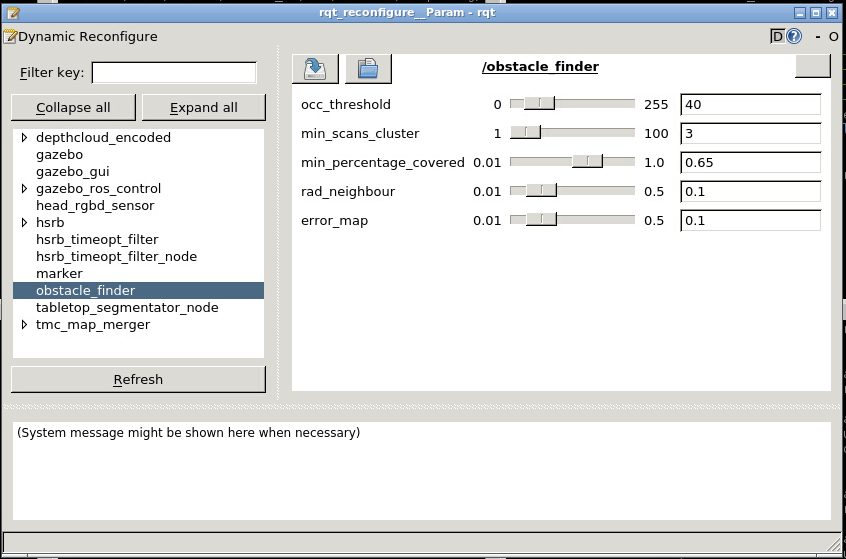 rqt_reconfigure__Param - rqt
Dynamic Reconfigure
D ? - O
Filter key:
Collapse all Expand all
depthcloud_encoded
gazebo
gazebo_gui
gazebo_ros_control
head_rgbd_sensor
hsrb
hsrb_timeopt_filter
hsrb_timeopt_filter_node
marker
obstacle_finder
tabletop_segmentator_node
tmc_map_merger
Refresh
/obstacle_finder
occ_threshold 0 255 40
min_scans_cluster 1 100 3
min_percentage_covered 0.01 1.0 0.65
rad_neighbour 0.01 0.5 0.1
error_map 0.01 0.5 0.1
(System message might be shown here when necessary)